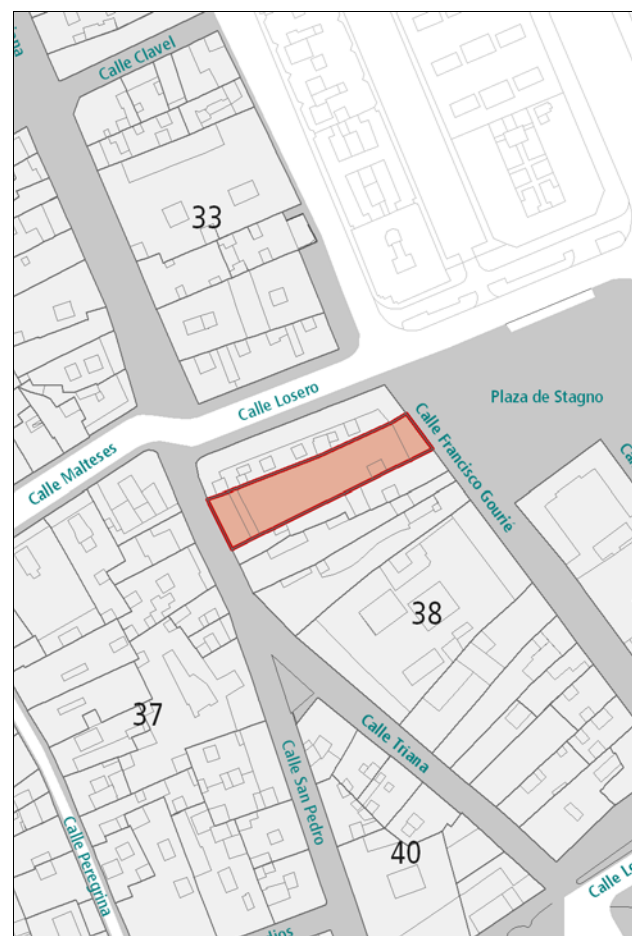 Calle Clavel
33
Calle Losero
Plaza de Stagno
Calle Francisco Gourié
Calle Malteses
38
37
Calle Triana
Calle San Pedro
Calle Peregrina
40